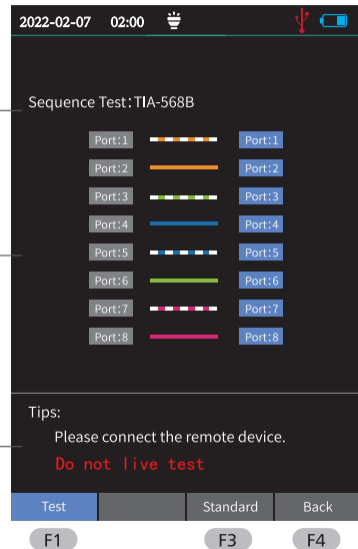 2022-02-07 02:00
Sequence Test:TIA-568B
Port:1 Port:1
Port:2 Port:2
Port:3 Port:3
Port:4 Port:4
Port:5 Port:5
Port:6 Port:6
Port:7 Port:7
Port:8 Port:8
Tips:
Please connect the remote device.
Do not live test
Test Standard Back
F1 F3 F4